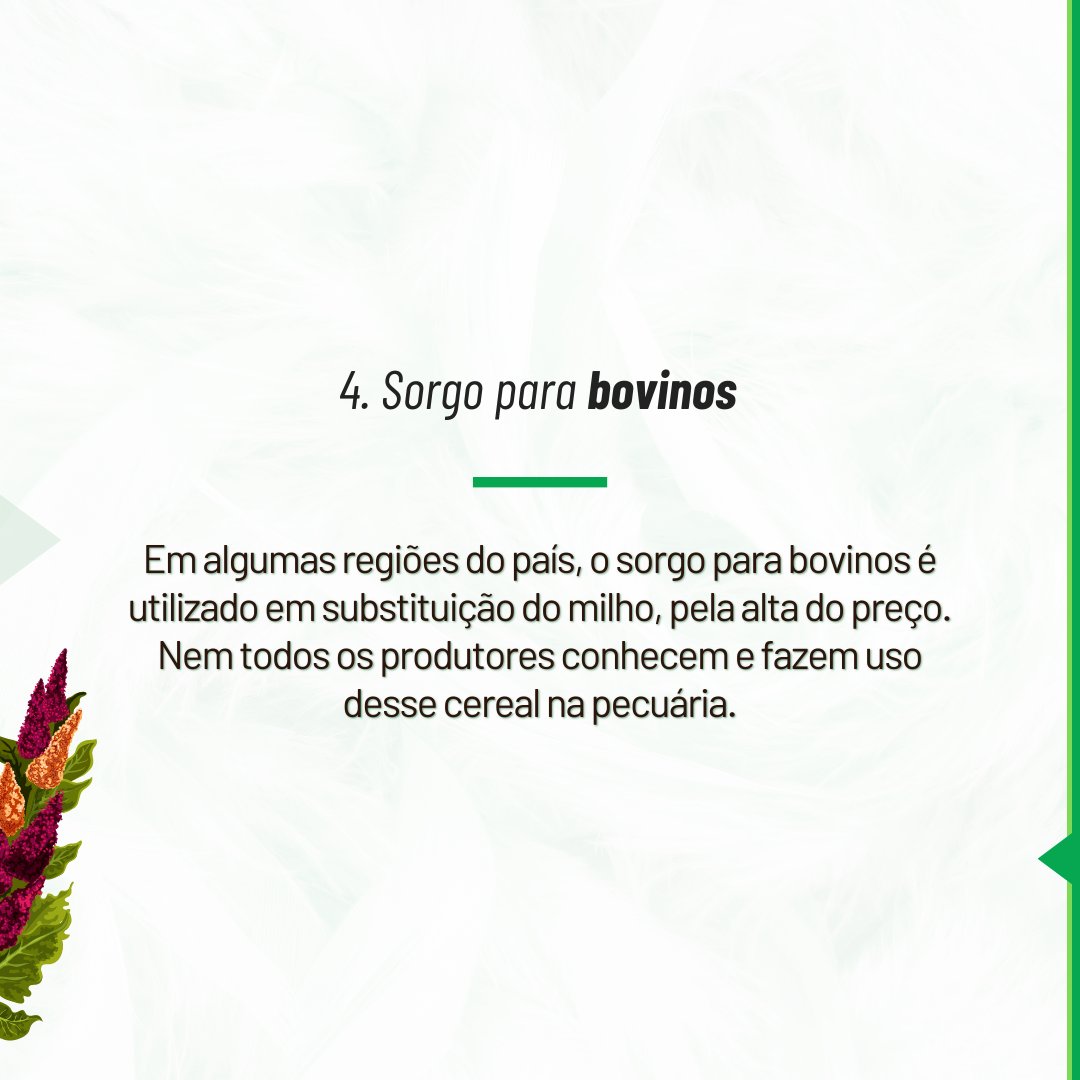 4. Sorgo para bovinos
Em algumas regiões do país, o sorgo para bovinos é
utilizado em substituição do milho, pela alta do preço.
Nem todos os produtores conhecem e fazem uso
desse cereal na pecuária.